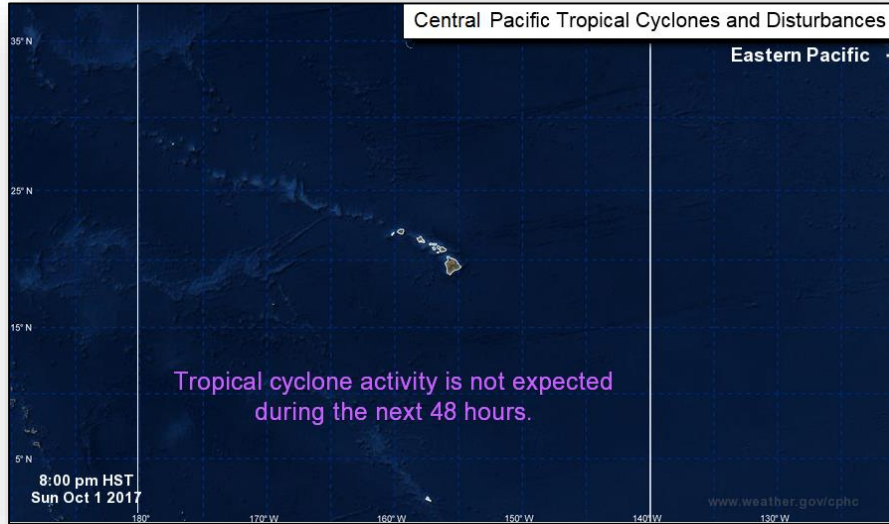 Central Pacific Tropical Cyclones and Disturbances
35° N
Eastern Pacific
25° N
15° N
Tropical cyclone activity is not expected
during the next 48 hours.
5° N
8:00 pm HST
Sun Oct 1 2017
www.weather.gov/cphc
180° 170° W 160° W 150° W 140° W 130° W